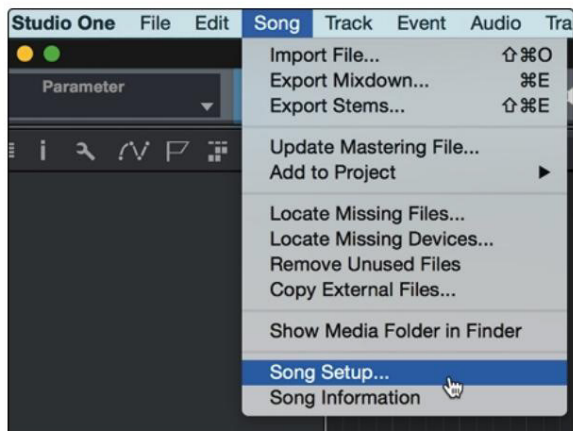 Studio One File Edit Song Track Event Audio Tra
Parameter
Import File... ⇧⌘O
Export Mixdown... ⌘E
Export Stems... ⇧⌘E
Update Mastering File...
Add to Project ▶
Locate Missing Files...
Locate Missing Devices...
Remove Unused Files
Copy External Files...
Show Media Folder in Finder
Song Setup...
Song Information